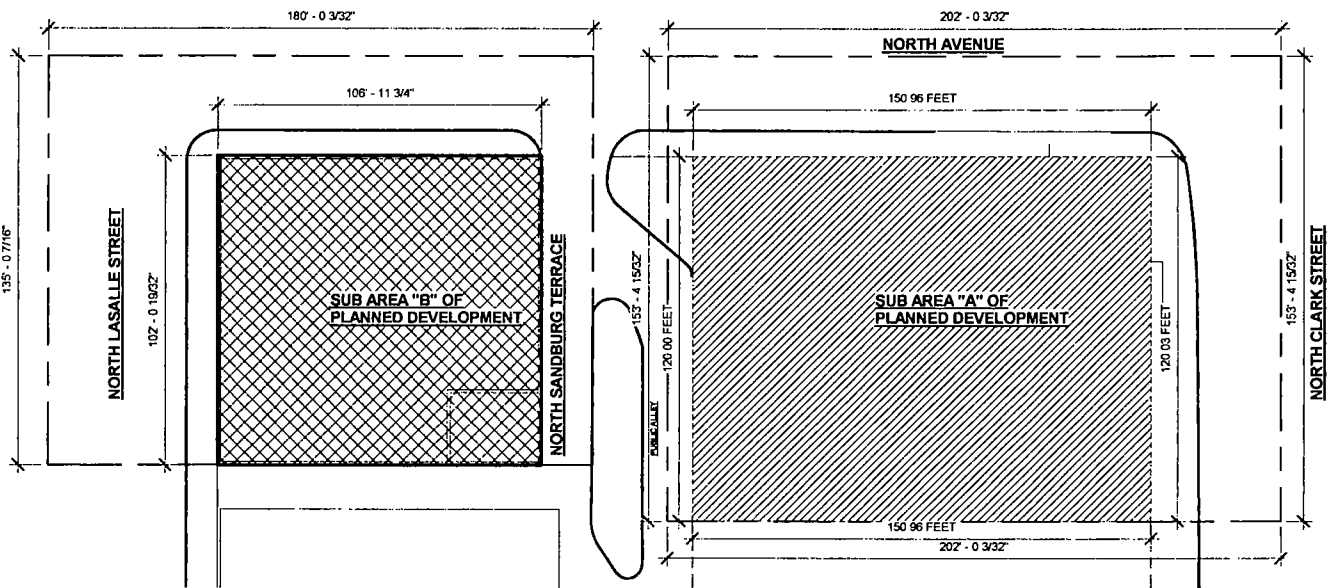 180' - 0 3/32"
202' - 0 3/32"
NORTH AVENUE
106' - 11 3/4"
150 96 FEET
135' - 0 7/16"
NORTH LASALLE STREET
102' - 0 19/32"
SUB AREA "B" OF
PLANNED DEVELOPMENT
NORTH SANDBURG TERRACE
153' - 4 15/32"
120 00 FEET
PUBLIC ALLEY
SUB AREA "A" OF
PLANNED DEVELOPMENT
120 03 FEET
153' - 4 15/32"
NORTH CLARK STREET
150 96 FEET
202' - 0 3/32"